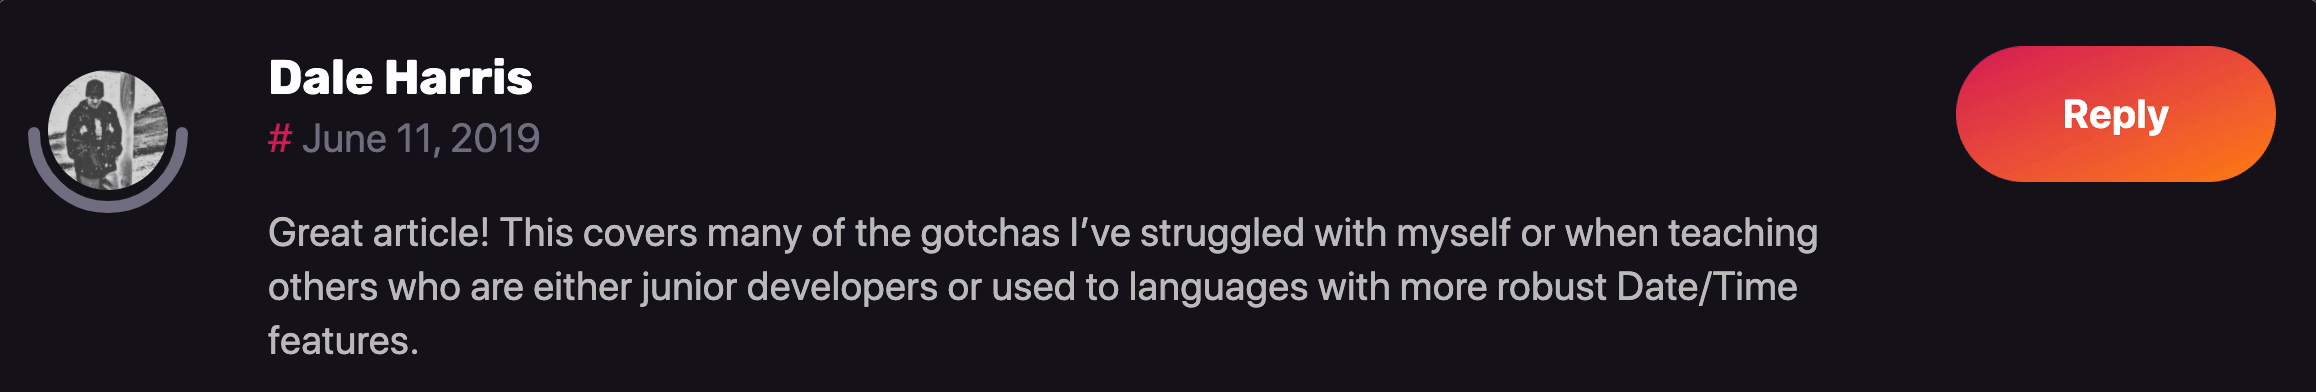 Dale Harris
# June 11, 2019
Reply
Great article! This covers many of the gotchas I’ve struggled with myself or when teaching
others who are either junior developers or used to languages with more robust Date/Time
features.